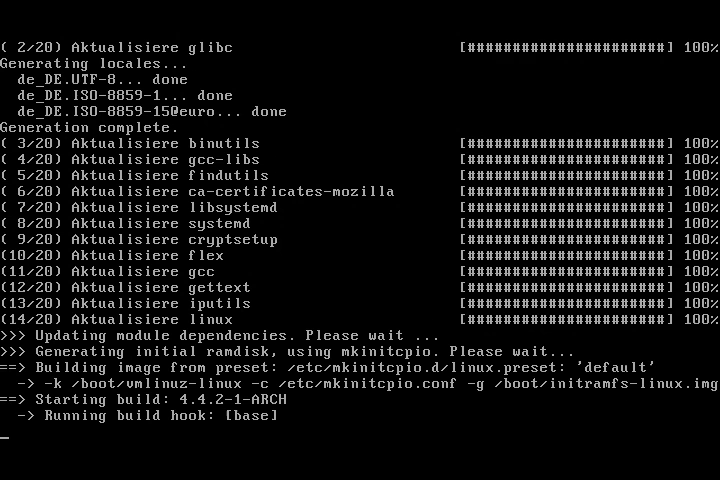 ( 2/20) Aktualisiere glibc [######################] 100%
Generating locales...
de_DE.UTF-8... done
de_DE.ISO-8859-1... done
de_DE.ISO-8859-15@euro... done
Generation complete.
( 3/20) Aktualisiere binutils [######################] 100%
( 4/20) Aktualisiere gcc-libs [######################] 100%
( 5/20) Aktualisiere findutils [######################] 100%
( 6/20) Aktualisiere ca-certificates-mozilla [######################] 100%
( 7/20) Aktualisiere libsystemd [######################] 100%
( 8/20) Aktualisiere systemd [######################] 100%
( 9/20) Aktualisiere cryptsetup [######################] 100%
(10/20) Aktualisiere flex [######################] 100%
(11/20) Aktualisiere gcc [######################] 100%
(12/20) Aktualisiere gettext [######################] 100%
(13/20) Aktualisiere iputils [######################] 100%
(14/20) Aktualisiere linux [######################] 100%
>>> Updating module dependencies. Please wait ...
>>> Generating initial ramdisk, using mkinitcpio. Please wait...
==> Building image from preset: /etc/mkinitcpio.d/linux.preset: 'default'
-> -k /boot/vmlinuz-linux -c /etc/mkinitcpio.conf -g /boot/initramfs-linux.img
==> Starting build: 4.4.2-1-ARCH
-> Running build hook: [base]